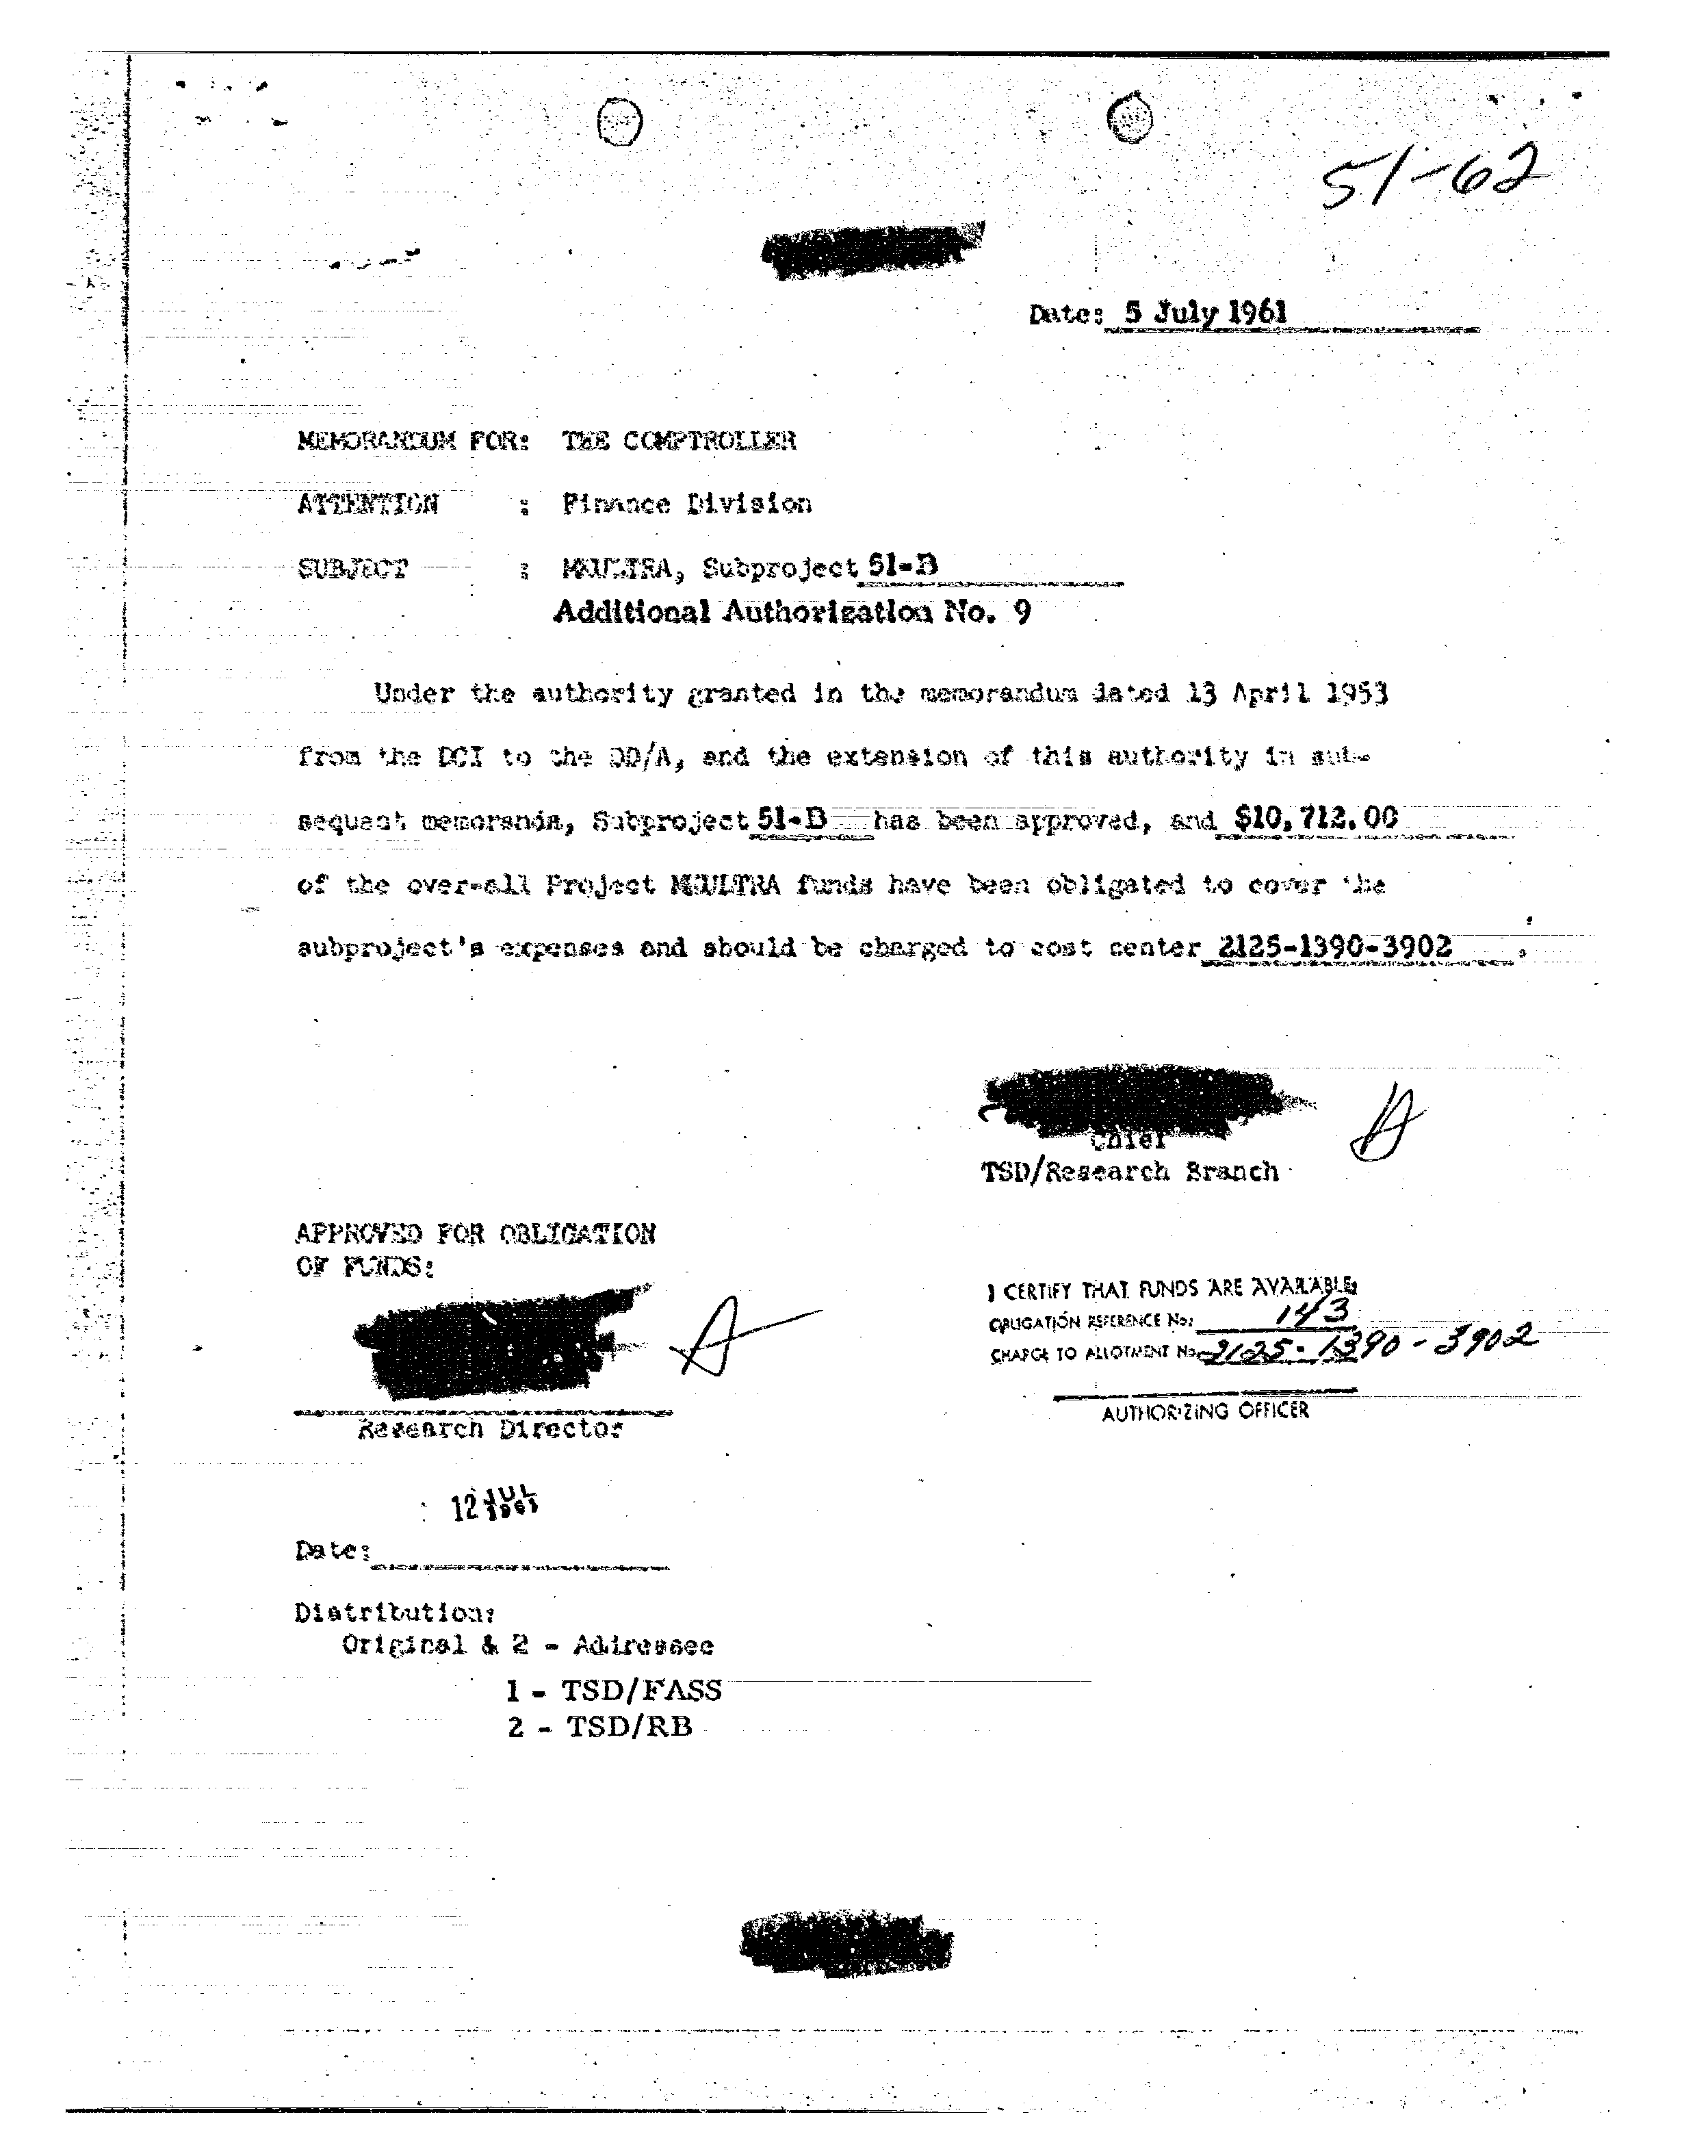 51-62
Date: 5 July 1961
MEMORANDUM FOR: THE COMPTROLLER
ATTENTION : Finance Division
SUBJECT : MKULTRA, Subproject 51-B
Additional Authorization No. 9
Under the authority granted in the memorandum dated 13 April 1953
from the DCI to the DD/A, and the extension of this authority in sub-
sequent memoranda, Subproject 51-B has been approved, and $10,712.00
of the over-all Project MKULTRA funds have been obligated to cover the
subproject's expenses and should be charged to cost center 2125-1390-3902 .
Chief
TSD/Research Branch
APPROVED FOR OBLIGATION
OF FUNDS:
I CERTIFY THAT FUNDS ARE AVAILABLE:
OBLIGATION REFERENCE No. 143
CHARGE TO ALLOTMENT No. 2125-1390-3902
AUTHORIZING OFFICER
Research Director
12 JUL 1961
Date:
Distribution:
Original & 2 - Addressee
1 - TSD/FASS
2 - TSD/RB